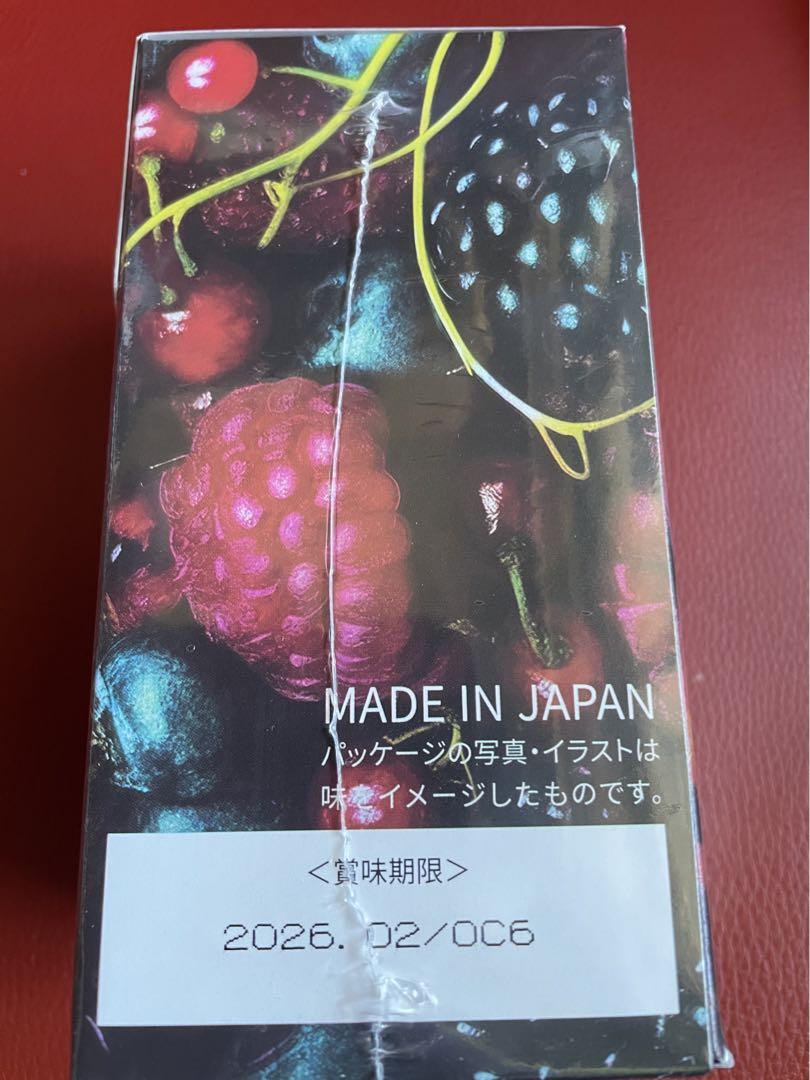 MADE IN JAPAN
パッケージの写真・イラストは
味をイメージしたものです。
＜賞味期限＞
2026. 02/0C6